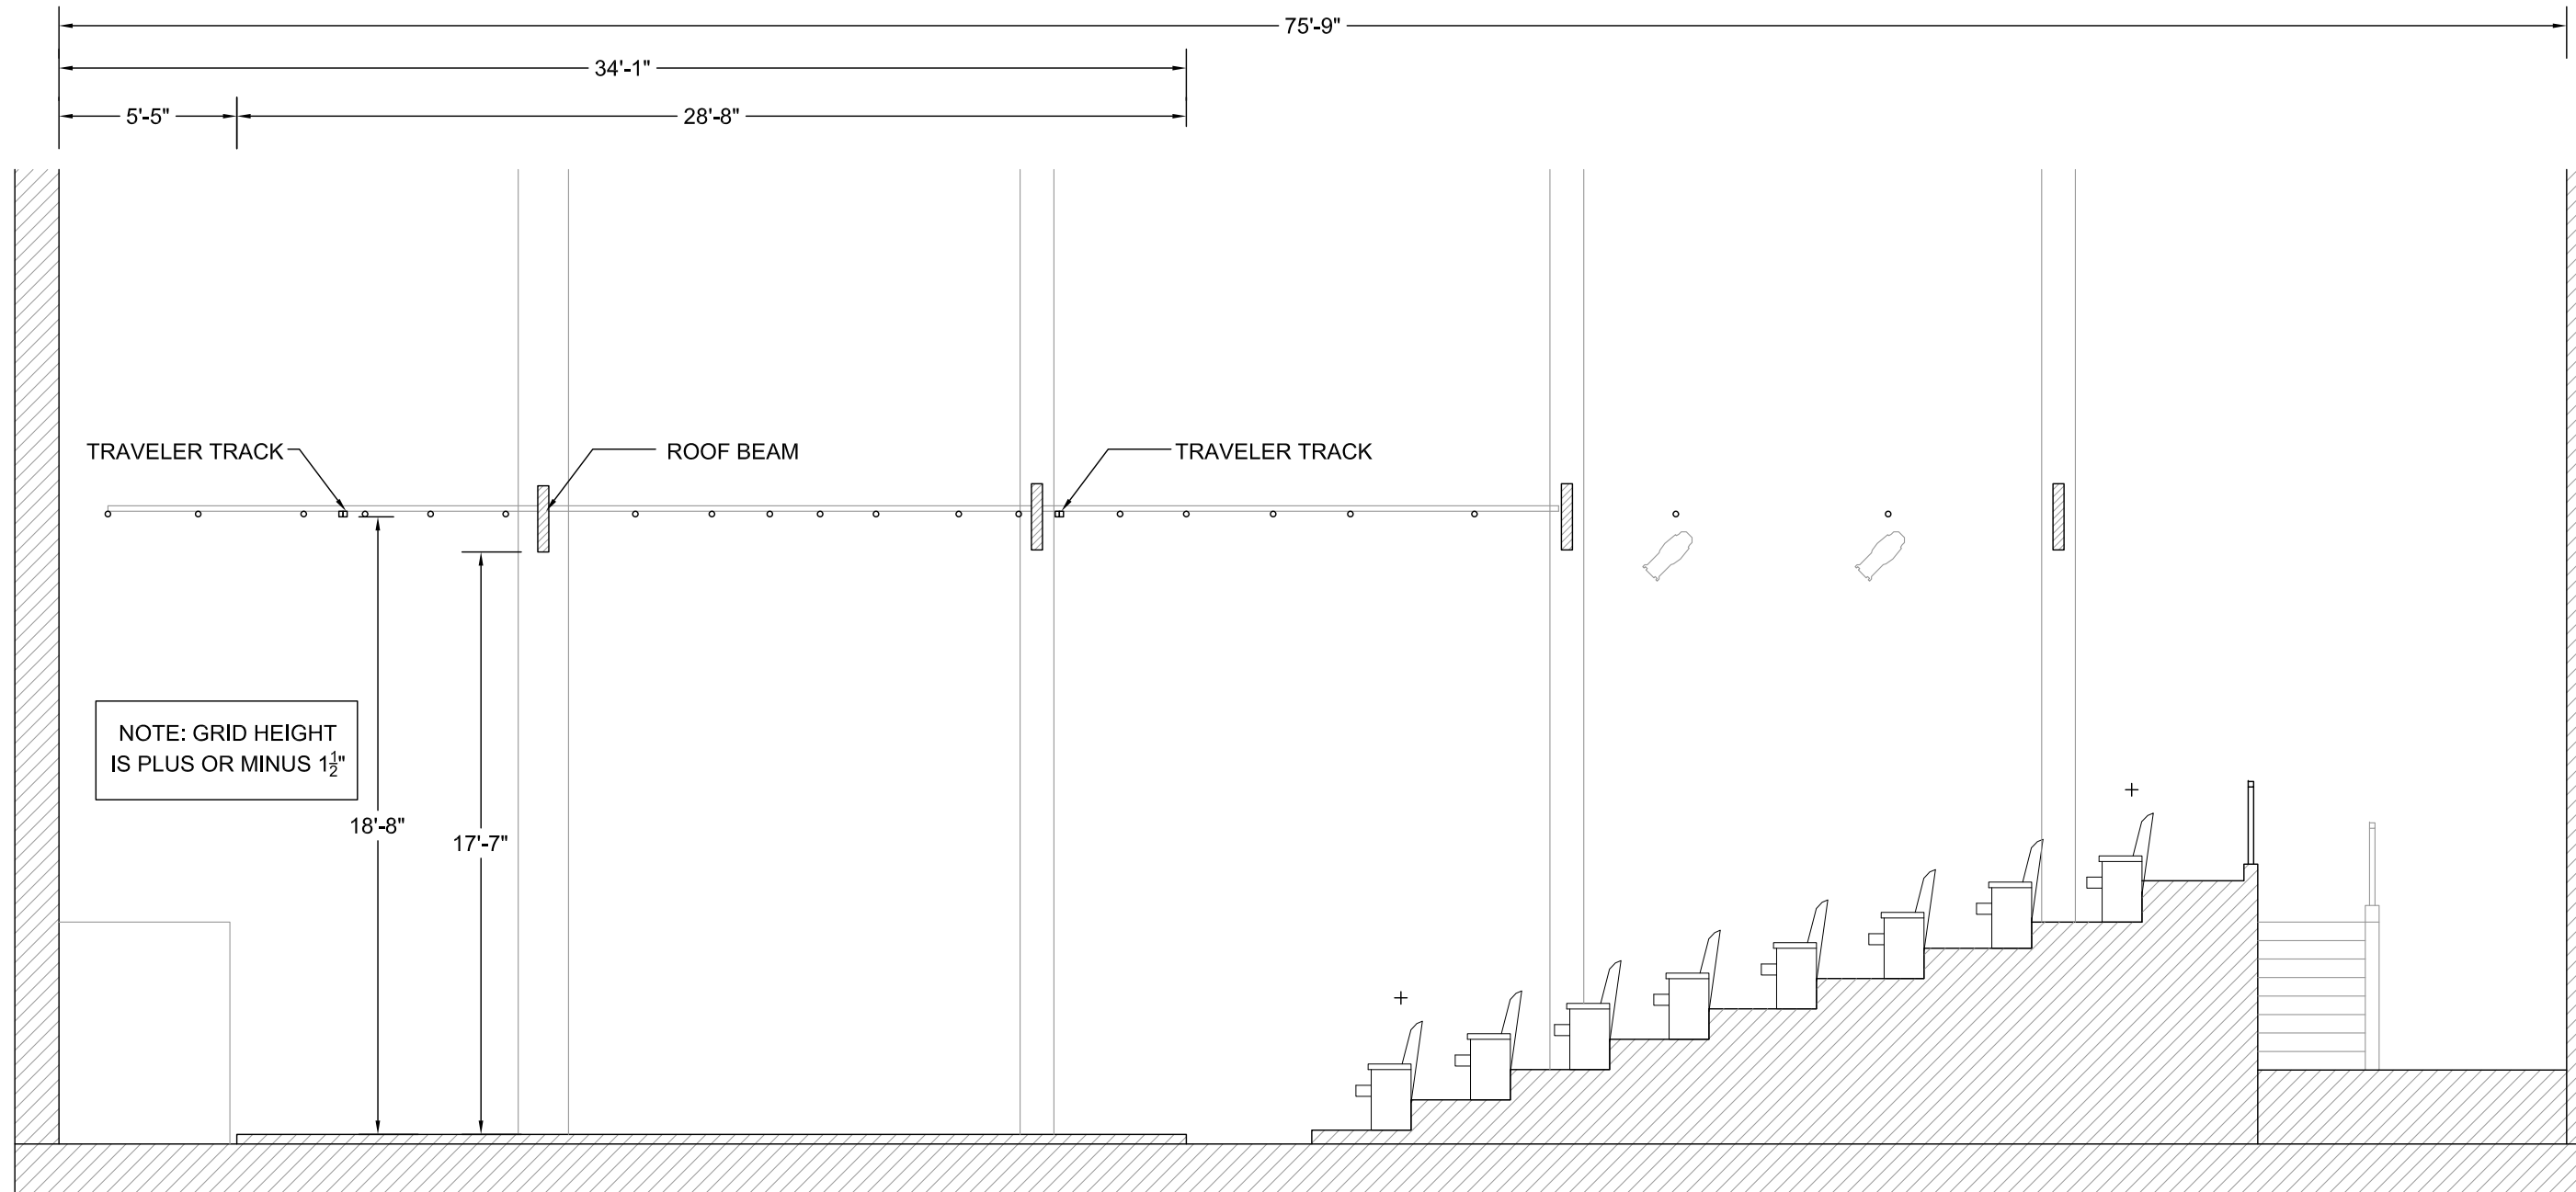 75'-9"
34'-1"
5'-5"
28'-8"
TRAVELER TRACK
ROOF BEAM
TRAVELER TRACK
NOTE: GRID HEIGHT
IS PLUS OR MINUS 1½"
18'-8"
17'-7"